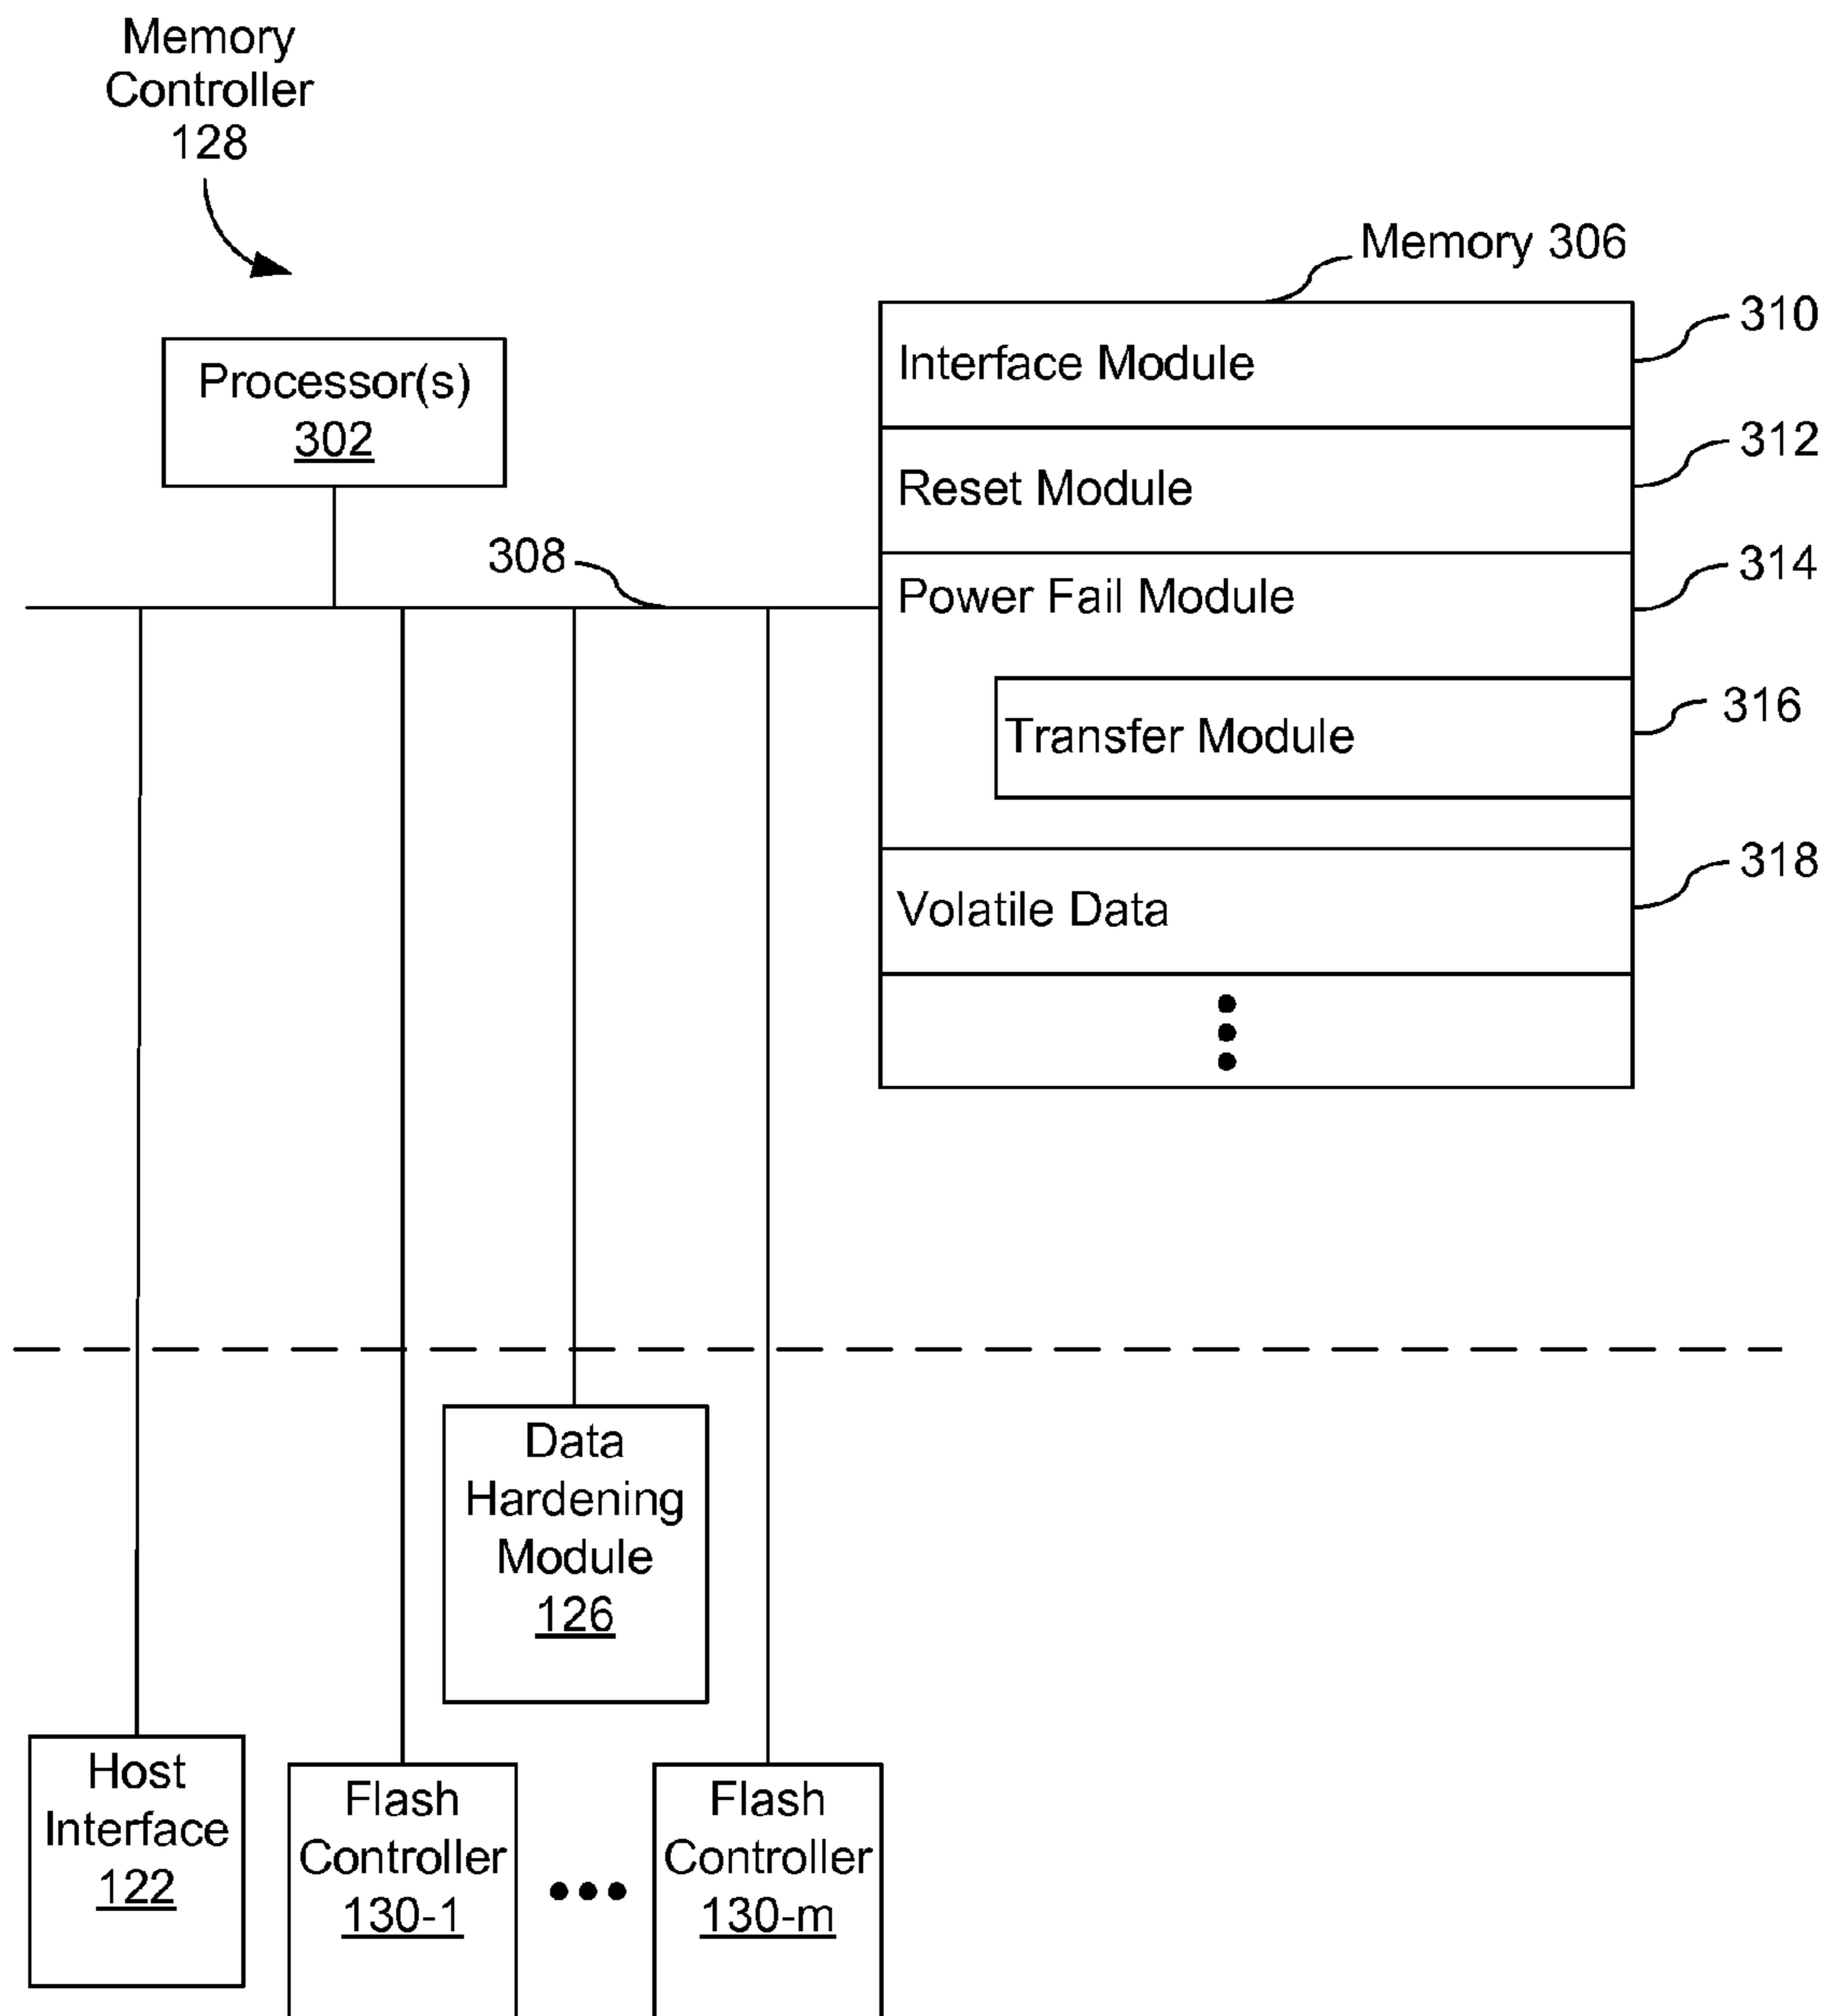 Memory
Controller
128
Memory 306
Processor(s)
302
308
Interface Module
310
Reset Module
312
Power Fail Module
314
Transfer Module
316
Volatile Data
318
Data
Hardening
Module
126
Host
Interface
122
Flash
Controller
130-1
Flash
Controller
130-m